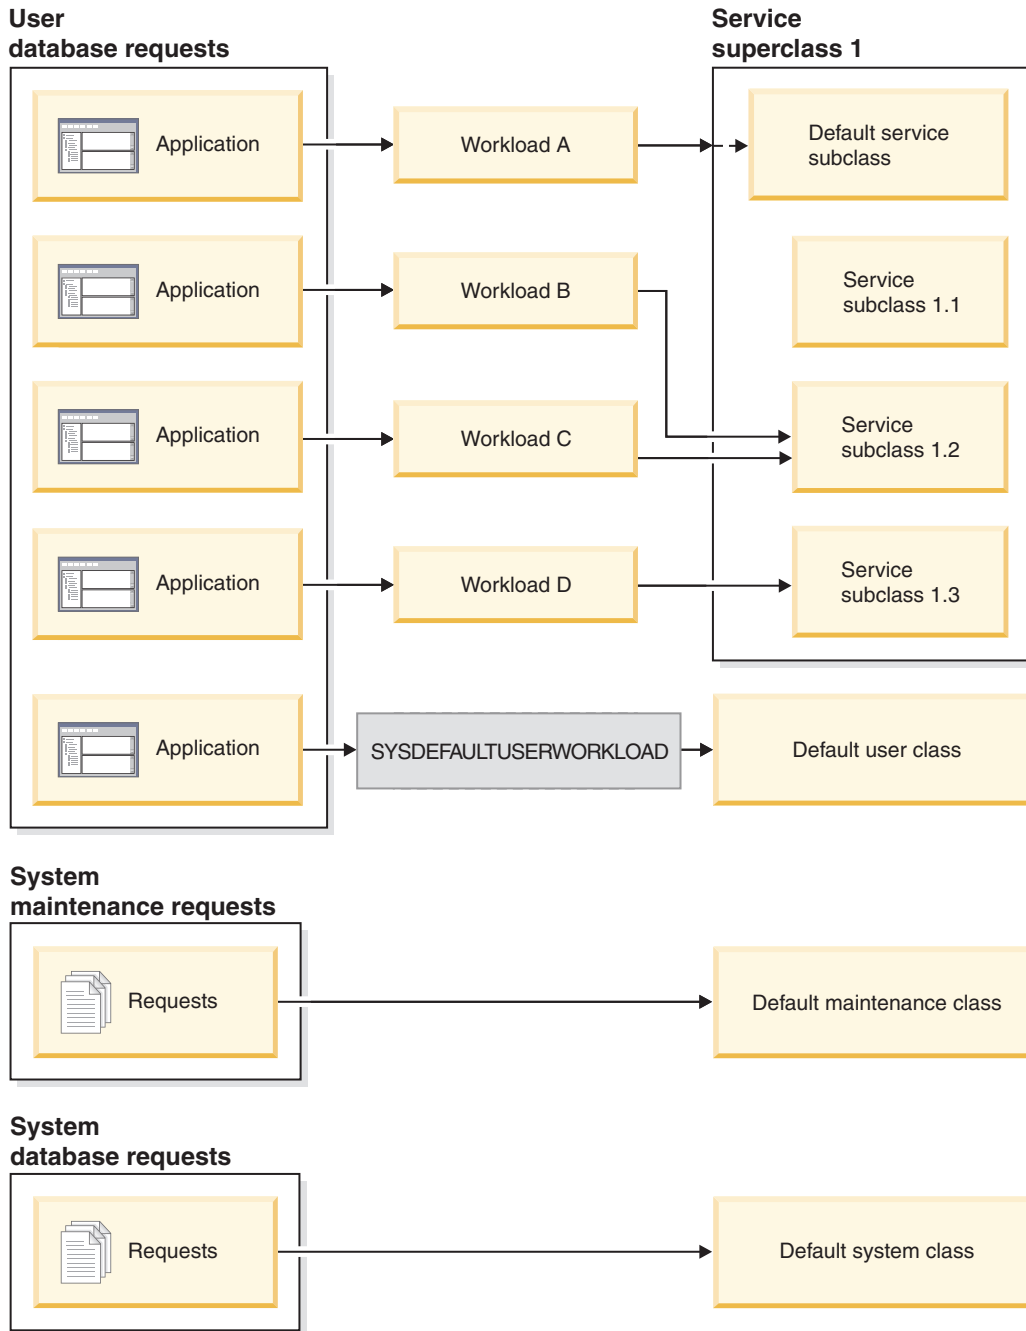 User
database requests
Service
superclass 1
Application
Workload A
Default service
subclass
Application
Workload B
Service
subclass 1.1
Application
Workload C
Service
subclass 1.2
Application
Workload D
Service
subclass 1.3
Application
SYSDEFAULTUSERWORKLOAD
Default user class
System
maintenance requests
Requests
Default maintenance class
System
database requests
Requests
Default system class